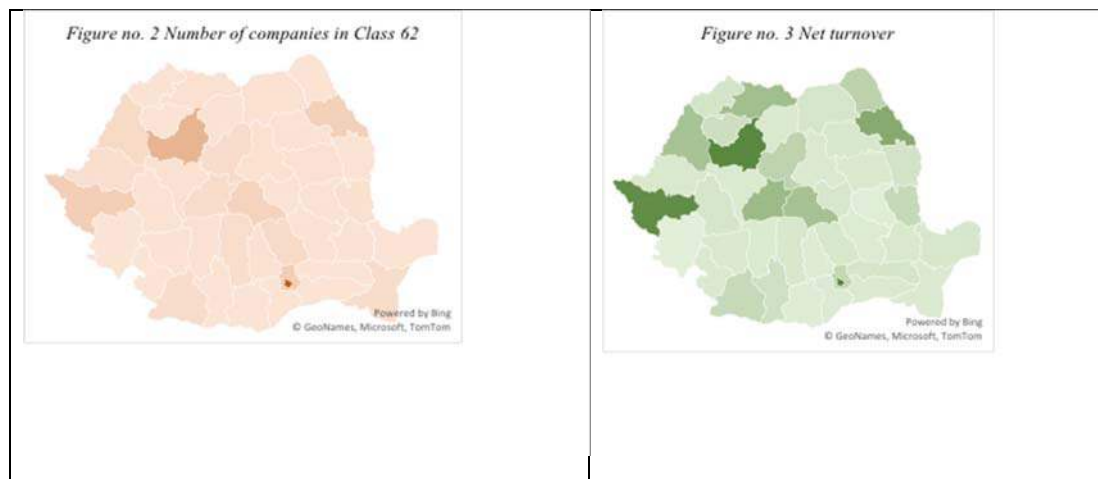 Figure no. 2 Number of companies in Class 62
Powered by Bing
© GeoNames, Microsoft, TomTom
Figure no. 3 Net turnover
Powered by Bing
© GeoNames, Microsoft, TomTom